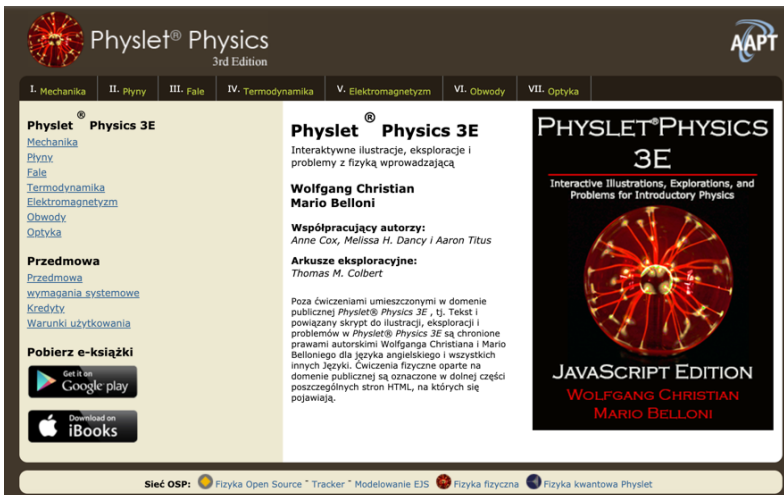 Physlet® Physics
3rd Edition
AAPT
I. Mechanika
II. Płyny
III. Fale
IV. Termodynamika
V. Elektromagnetyzm
VI. Obwody
VII. Optyka
Physlet ® Physics 3E
Mechanika
Płyny
Fale
Termodynamika
Elektromagnetyzm
Obwody
Optyka
Przedmowa
Przedmowa
wymagania systemowe
Kredyty
Warunki użytkowania
Pobierz e-książki
Get it on
Google play
Download on
iBooks
Physlet ® Physics 3E
Interaktywne ilustracje, eksploracje i
problemy z fizyką wprowadzającą
Wolfgang Christian
Mario Belloni
Współpracujący autorzy:
Anne Cox, Melissa H. Dancy i Aaron Titus
Arkusze eksploracyjne:
Thomas M. Colbert
Poza ćwiczeniami umieszczonymi w domenie
publicznej Physlet® Physics 3E , tj. Tekst i
powiązany skrypt do ilustracji, eksploracji i
problemów w Physlet® Physics 3E są chronione
prawami autorskimi Wolfganga Christiana i Mario
Belloniego dla języka angielskiego i wszystkich
innych Języki. Ćwiczenia fizyczne oparte na
domenie publicznej są oznaczone w dolnej części
poszczególnych stron HTML, na których się
pojawiają.
PHYSLET®PHYSICS
3E
Interactive Illustrations, Explorations, and
Problems for Introductory Physics
JAVASCRIPT EDITION
WOLFGANG CHRISTIAN
MARIO BELLONI
Sieć OSP: Fizyka Open Source ˜ Tracker ˜ Modelowanie EJS Fizyka fizyczna Fizyka kwantowa Physlet